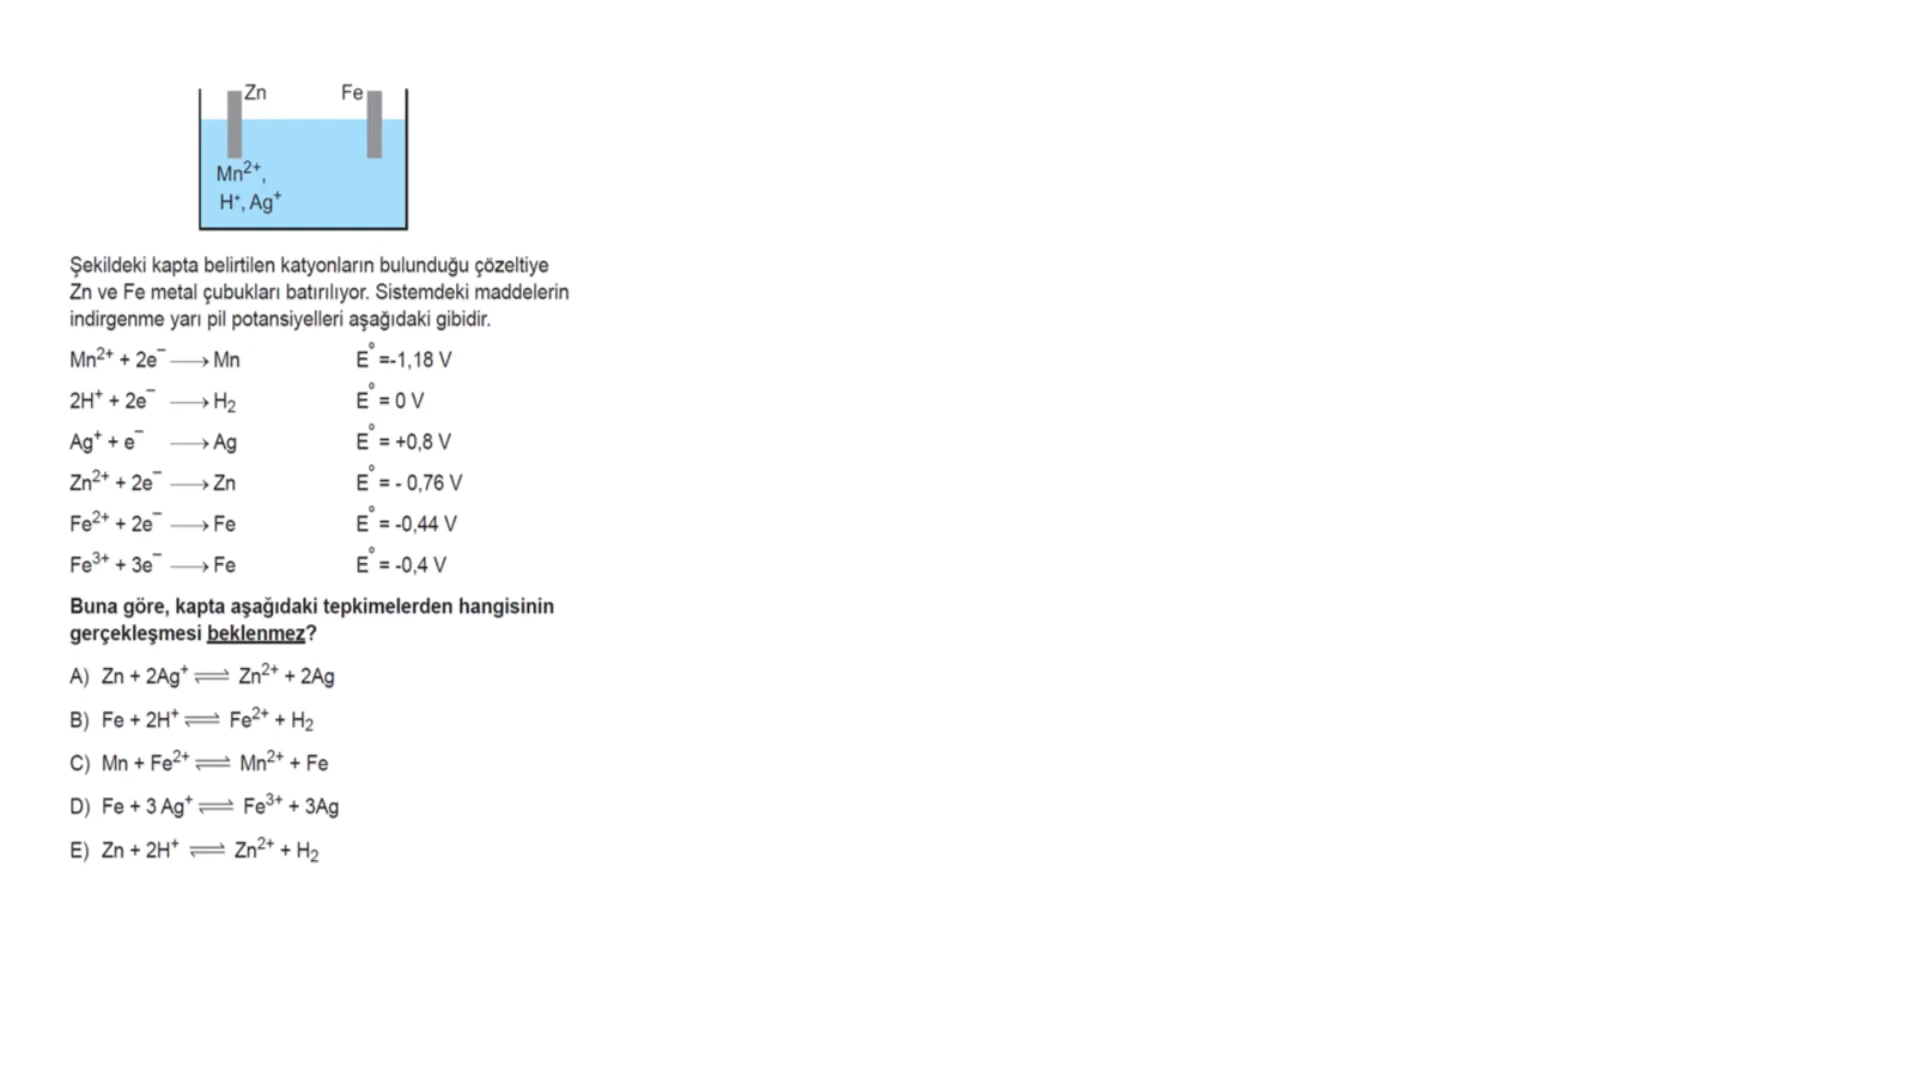 Zn Fe
Mn²⁺,
H⁺, Ag⁺
Şekildeki kapta belirtilen katyonların bulunduğu çözeltiye
Zn ve Fe metal çubukları batırılıyor. Sistemdeki maddelerin
indirgenme yarı pil potansiyelleri aşağıdaki gibidir.
Mn²⁺ + 2e⁻ ⟶ Mn E° =-1,18 V
2H⁺ + 2e⁻ ⟶ H₂ E° = 0 V
Ag⁺ + e⁻ ⟶ Ag E° = +0,8 V
Zn²⁺ + 2e⁻ ⟶ Zn E° = - 0,76 V
Fe²⁺ + 2e⁻ ⟶ Fe E° = -0,44 V
Fe³⁺ + 3e⁻ ⟶ Fe E° = -0,4 V
Buna göre, kapta aşağıdaki tepkimelerden hangisinin
gerçekleşmesi beklenmez?
A) Zn + 2Ag⁺ ⇌ Zn²⁺ + 2Ag
B) Fe + 2H⁺ ⇌ Fe²⁺ + H₂
C) Mn + Fe²⁺ ⇌ Mn²⁺ + Fe
D) Fe + 3 Ag⁺ ⇌ Fe³⁺ + 3Ag
E) Zn + 2H⁺ ⇌ Zn²⁺ + H₂